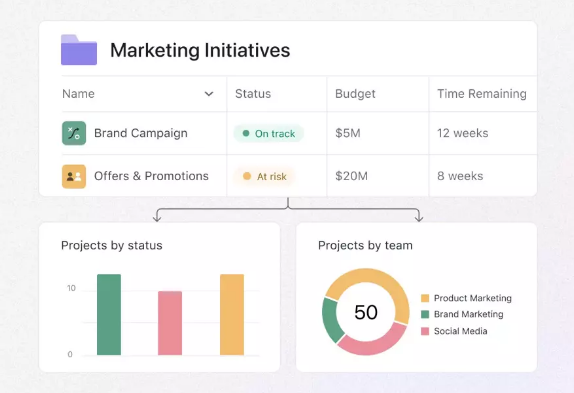 Marketing Initiatives
Name Status Budget Time Remaining
Brand Campaign On track $5M 12 weeks
Offers & Promotions At risk $20M 8 weeks
Projects by status
10
0
Projects by team
50
Product Marketing
Brand Marketing
Social Media